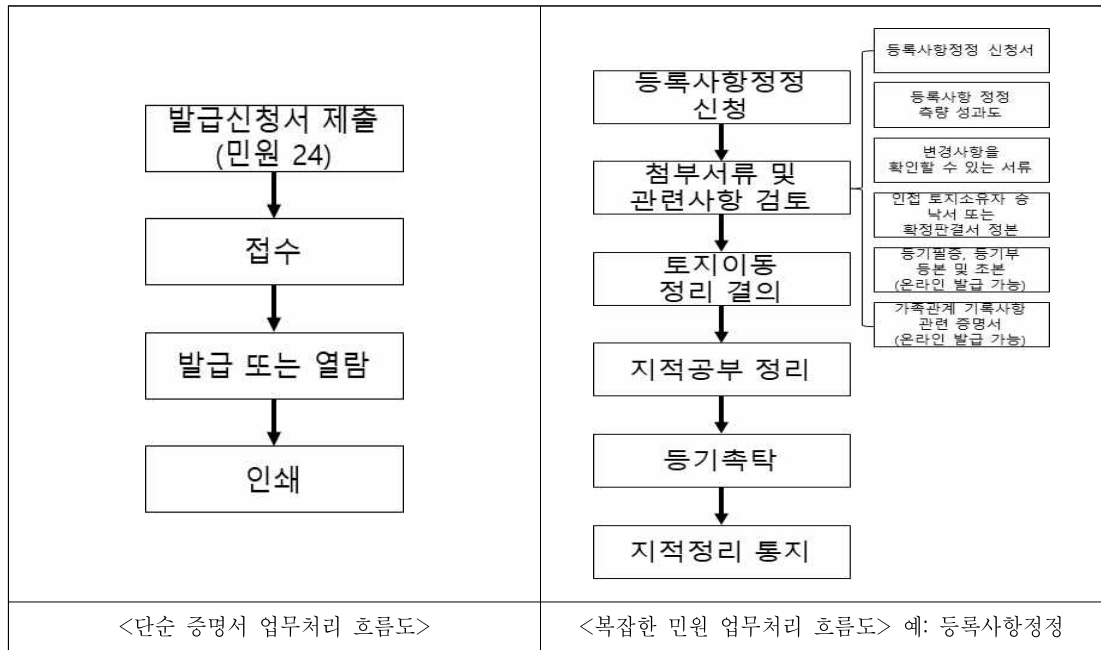 발급신청서 제출
(민원 24)
접수
발급 또는 열람
인쇄
<단순 증명서 업무처리 흐름도>
등록사항정정
신청
첨부서류 및
관련사항 검토
토지이동
정리 결의
지적공부 정리
등기촉탁
지적정리 통지
등록사항정정 신청서
등록사항 정정
측량 성과도
변경사항을
확인할 수 있는 서류
인접 토지소유자 승
낙서 또는
확정판결서 정본
등기필증, 등기부
등본 및 초본
(온라인 발급 가능)
가족관계 기록사항
관련 증명서
(온라인 발급 가능)
<복잡한 민원 업무처리 흐름도> 예: 등록사항정정